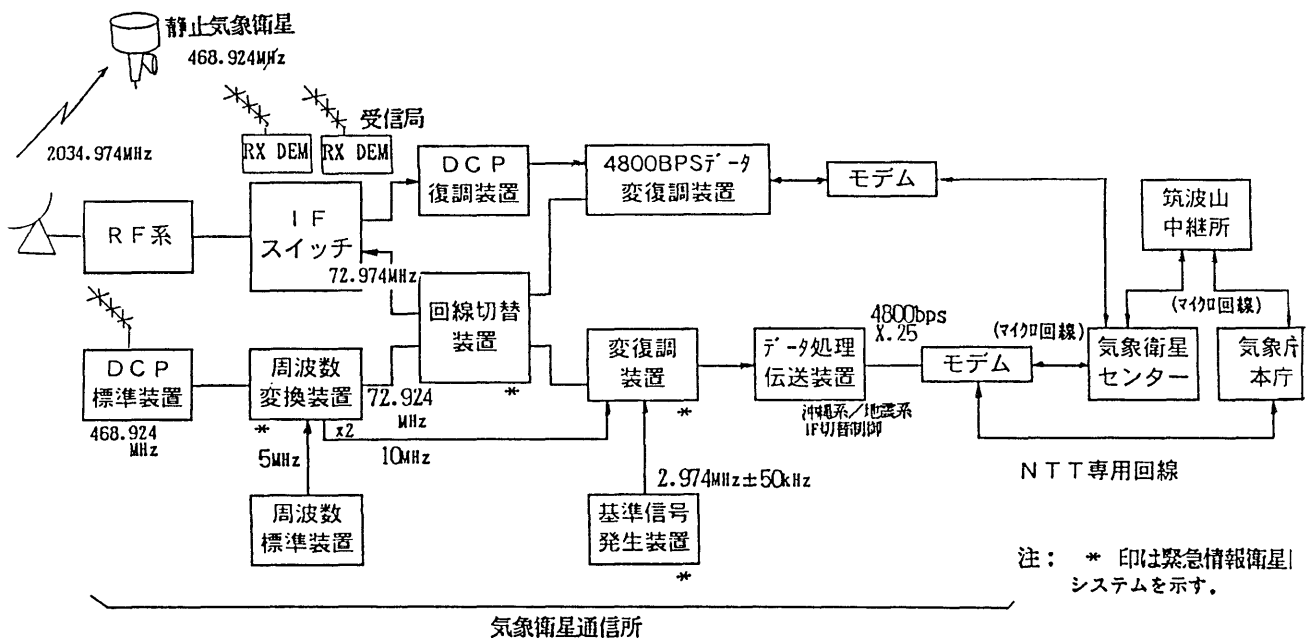 静止気象衛星
468.924MHz
2034.974MHz
受信局
RX DEM
RX DEM
RF系
IF
スイッチ
72.974MHz
DCP
復調装置
4800BPSデータ
変復調装置
モデム
筑波山
中継所
DCP
標準装置
468.924
MHz
周波数
変換装置
*
x2
5MHz
10MHz
72.924
MHz
回線切替
装置
*
変復調
装置
*
データ処理
伝送装置
沖縄系/地震系
IF切替制御
4800bps
X.25
モデム
(マイクロ回線)
(マイクロ回線)
気象衛星
センター
気象庁
本庁
周波数
標準装置
2.974MHz±50kHz
基準信号
発生装置
*
NTT専用回線
注: * 印は緊急情報衛星
システムを示す。
気象衛星通信所